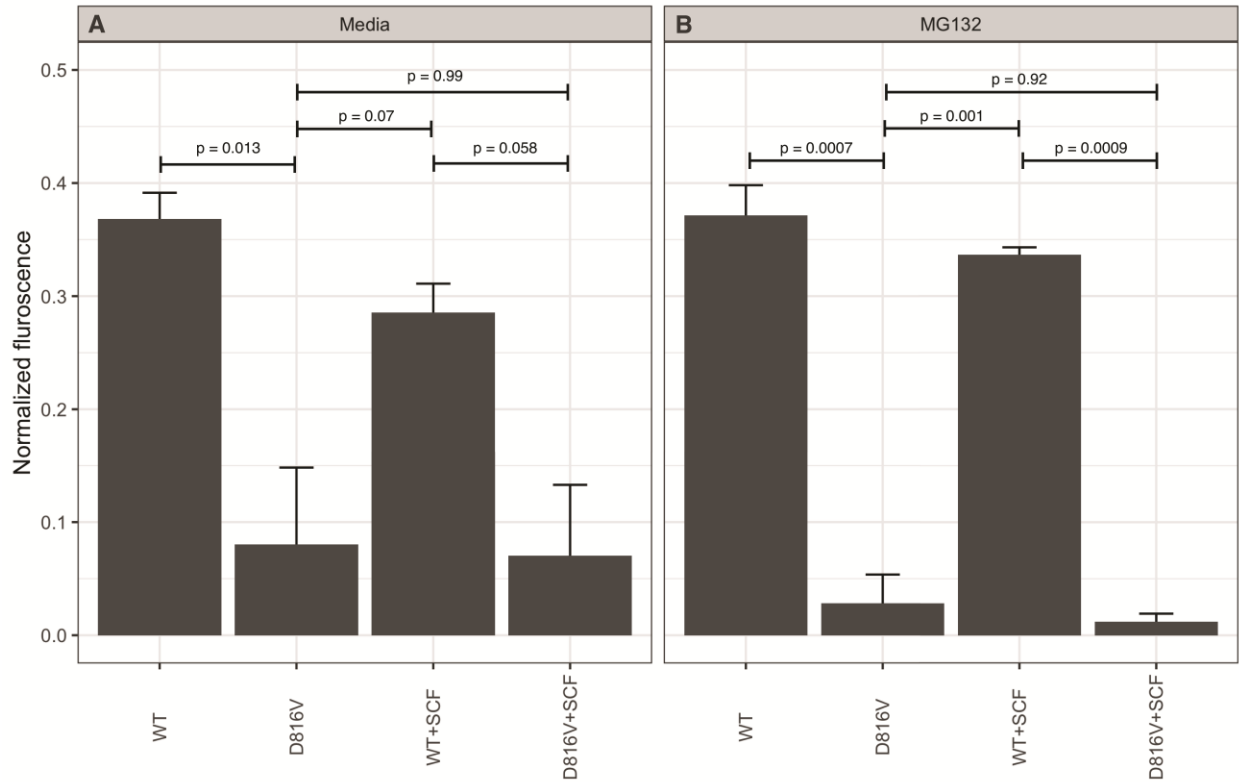 A Media
B MG132
Normalized fluroscence
0.5
0.4
0.3
0.2
0.1
0.0
p = 0.99
p = 0.07
p = 0.013
p = 0.058
p = 0.92
p = 0.001
p = 0.0007
p = 0.0009
WT
D816V
WT+SCF
D816V+SCF
WT
D816V
WT+SCF
D816V+SCF